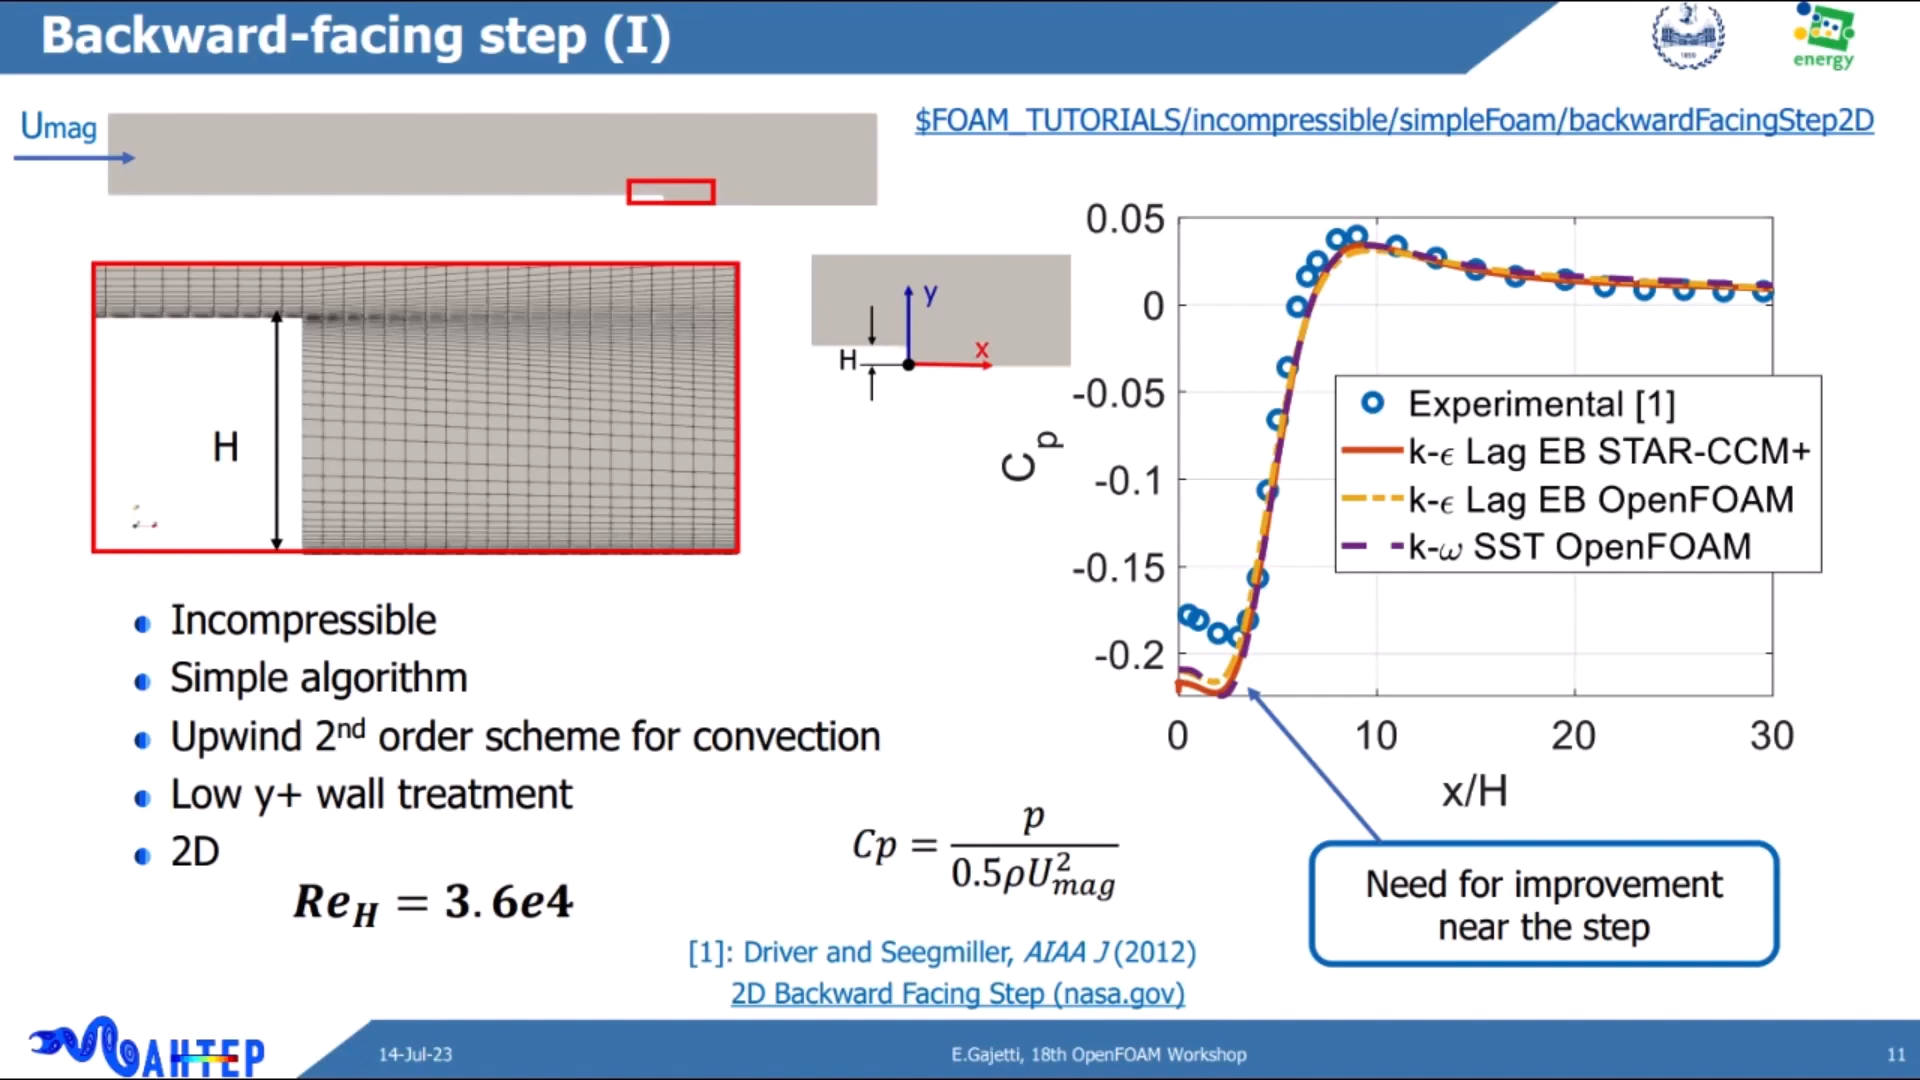 Backward-facing step (I)
1859
energy
Umag
$FOAM_TUTORIALS/incompressible/simpleFoam/backwardFacingStep2D
H
y
x
H
0.05
0
-0.05
-0.1
-0.15
-0.2
Cp
0 10 20 30
x/H
Experimental [1]
k-ϵ Lag EB STAR-CCM+
k-ϵ Lag EB OpenFOAM
k-ω SST OpenFOAM
Need for improvement
near the step
Incompressible
Simple algorithm
Upwind 2nd order scheme for convection
Low y+ wall treatment
2D
Re_H = 3.6e4
Cp = p / 0.5ρU²mag
[1]: Driver and Seegmiller, AIAA J (2012)
2D Backward Facing Step (nasa.gov)
14-Jul-23
E.Gajetti, 18th OpenFOAM Workshop
11